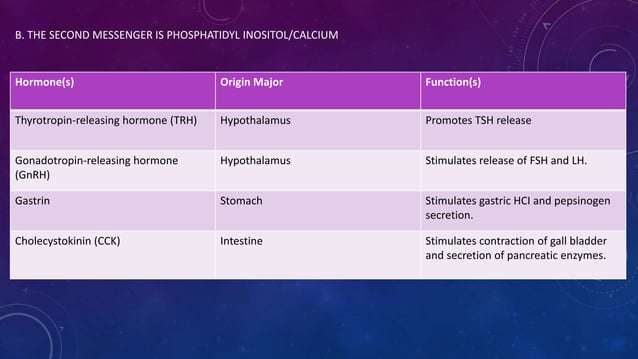 B. THE SECOND MESSENGER IS PHOSPHATIDYL INOSITOL/CALCIUM
Hormone(s) Origin Major Function(s)
Thyrotropin-releasing hormone (TRH) Hypothalamus Promotes TSH release
Gonadotropin-releasing hormone Hypothalamus Stimulates release of FSH and LH.
(GnRH)
Gastrin Stomach Stimulates gastric HCI and pepsinogen
secretion.
Cholecystokinin (CCK) Intestine Stimulates contraction of gall bladder
and secretion of pancreatic enzymes.